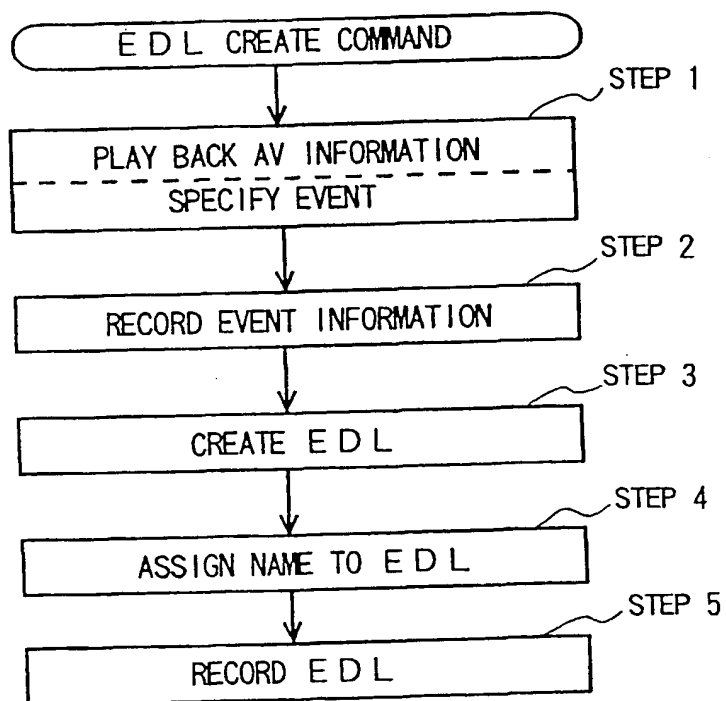 EDL CREATE COMMAND
STEP 1
PLAY BACK AV INFORMATION
SPECIFY EVENT
STEP 2
RECORD EVENT INFORMATION
STEP 3
CREATE EDL
STEP 4
ASSIGN NAME TO EDL
STEP 5
RECORD EDL